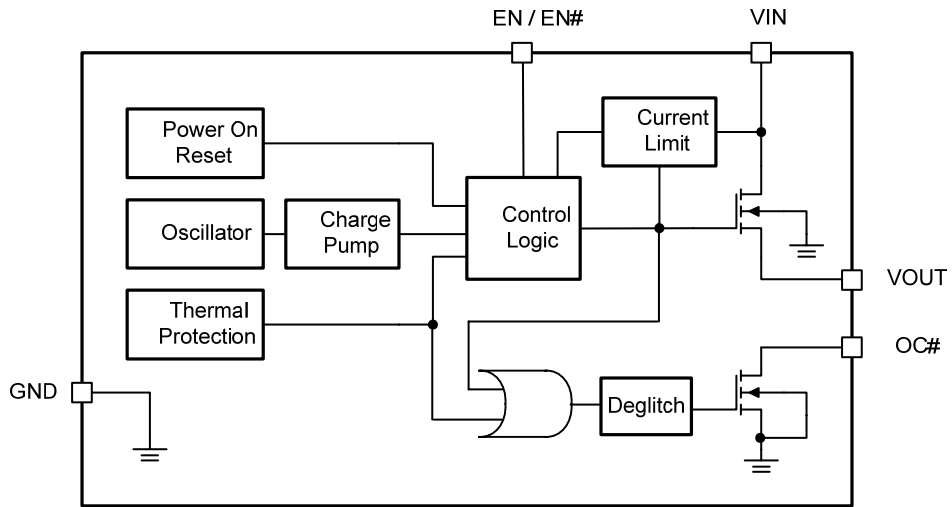 EN / EN#
VIN
Power On
Reset
Current
Limit
Oscillator
Charge
Pump
Control
Logic
Thermal
Protection
VOUT
OC#
GND
Deglitch